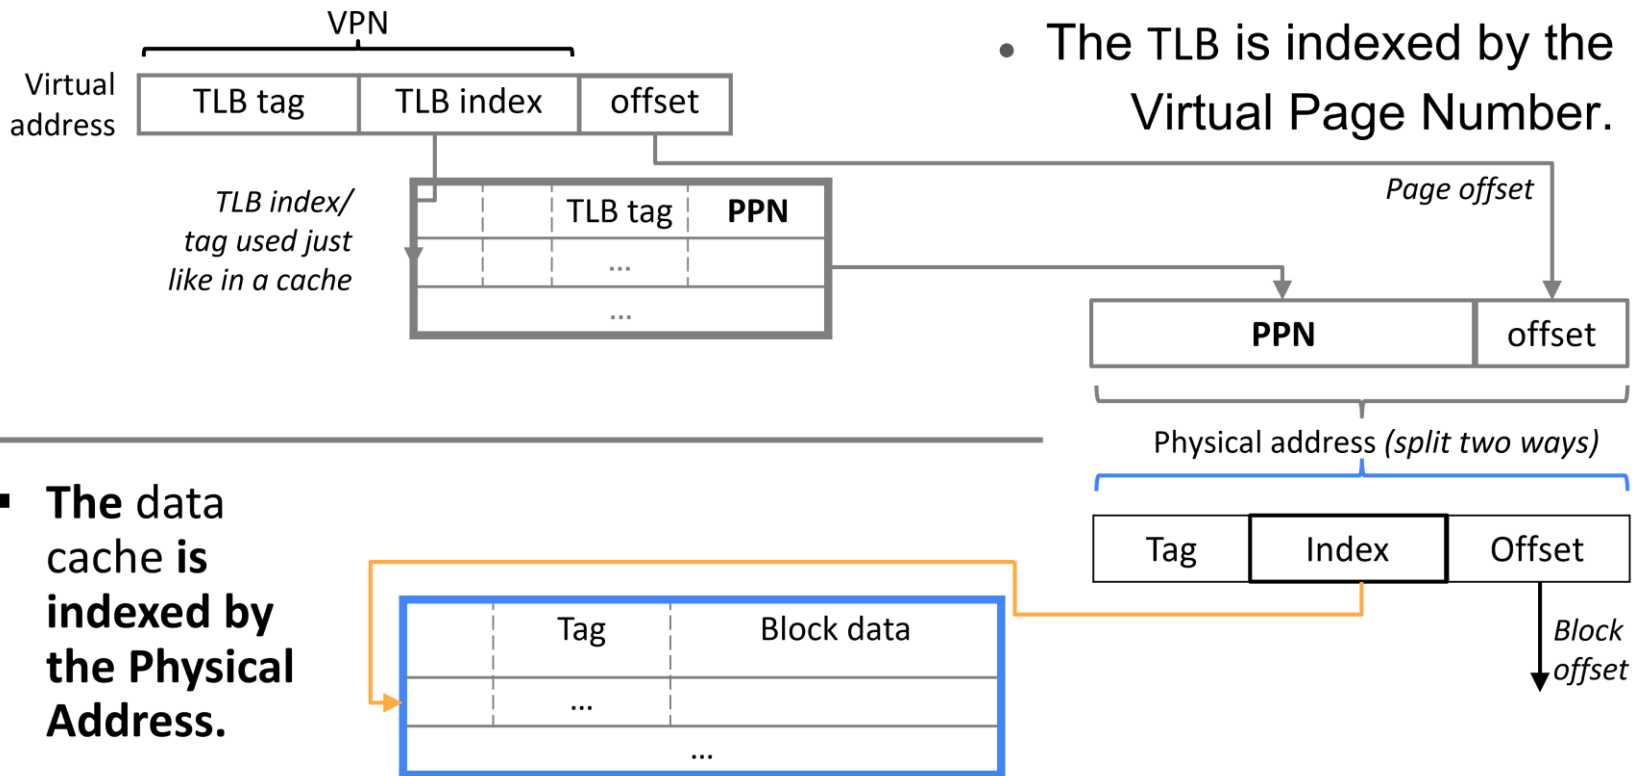 VPN
• The TLB is indexed by the
Virtual Page Number.
Virtual
address
TLB tag
TLB index
offset
TLB index/
tag used just
like in a cache
TLB tag
PPN
...
...
Page offset
PPN
offset
Physical address (split two ways)
▪ The data
cache is
indexed by
the Physical
Address.
Tag
Index
Offset
Tag
Block data
...
...
Block
offset